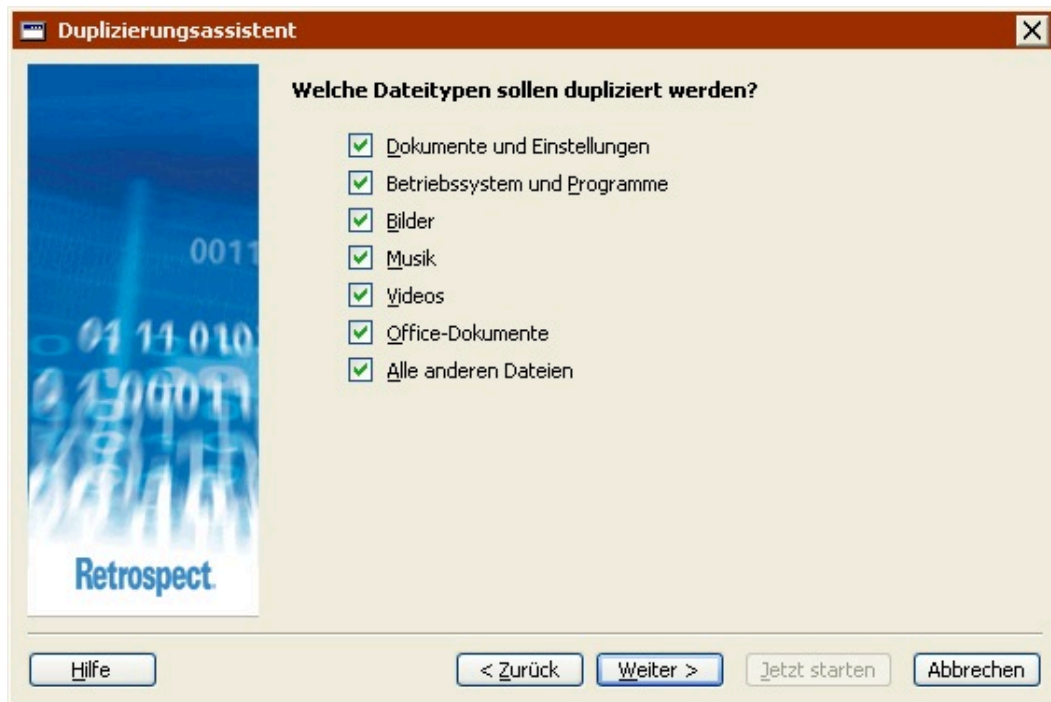 Duplizierungsassistent
Welche Dateitypen sollen dupliziert werden?
Dokumente und Einstellungen
Betriebssystem und Programme
Bilder
Musik
Videos
Office-Dokumente
Alle anderen Dateien
0011
01 11 010
Retrospect.
Hilfe
< Zurück
Weiter >
Jetzt starten
Abbrechen